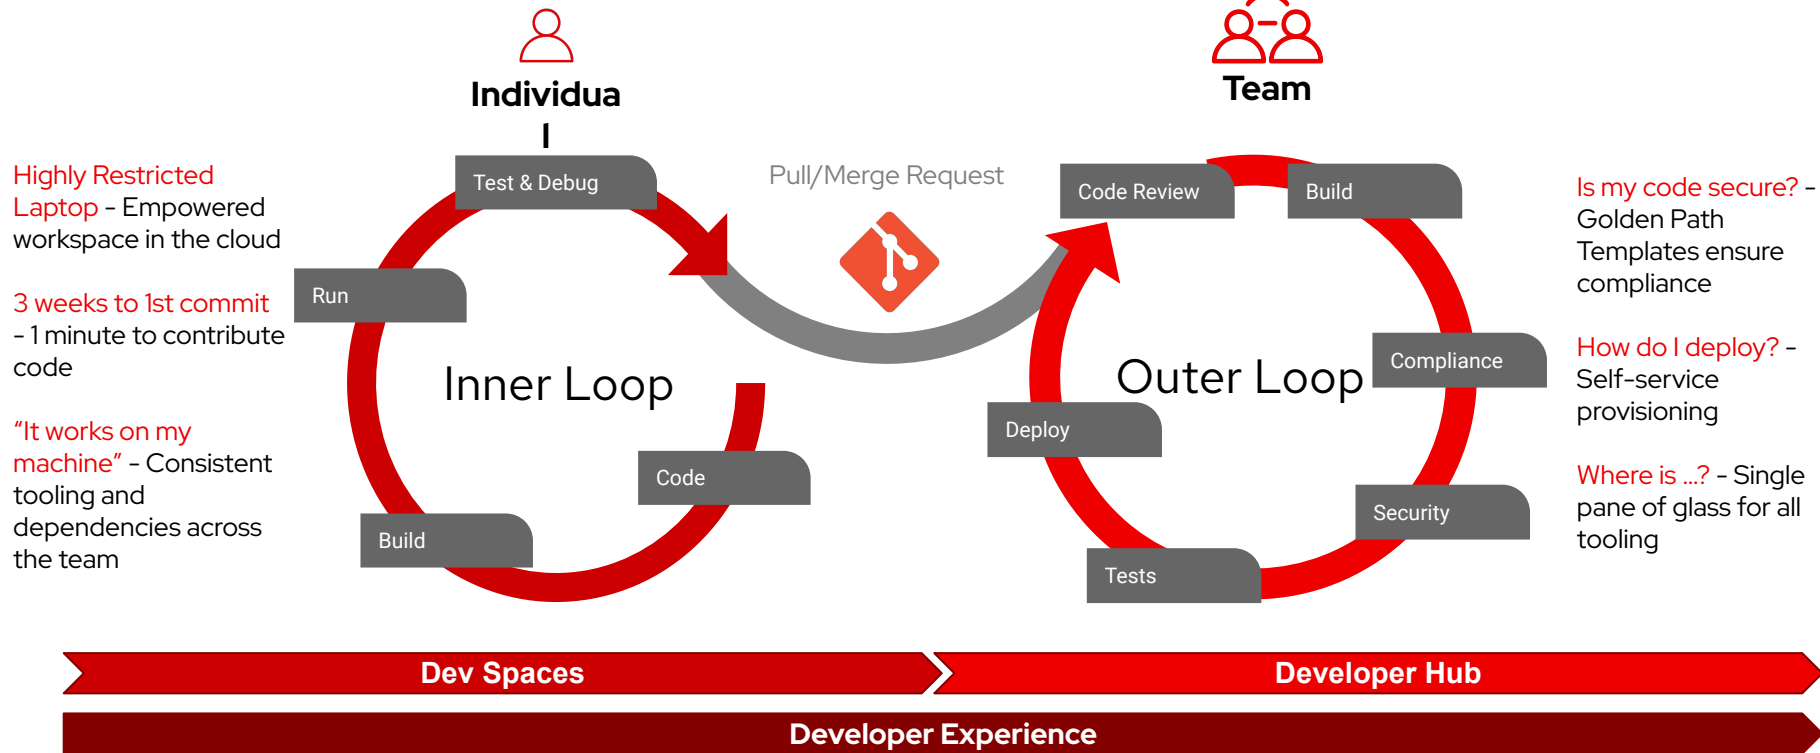 Individua
l
Team
Highly Restricted
Laptop - Empowered
workspace in the cloud
3 weeks to 1st commit
- 1 minute to contribute
code
“It works on my
machine” - Consistent
tooling and
dependencies across
the team
Test & Debug
Run
Inner Loop
Code
Build
Pull/Merge Request
Code Review
Build
Outer Loop
Compliance
Deploy
Security
Tests
Is my code secure? -
Golden Path
Templates ensure
compliance
How do I deploy? -
Self-service
provisioning
Where is ...? - Single
pane of glass for all
tooling
Dev Spaces
Developer Hub
Developer Experience